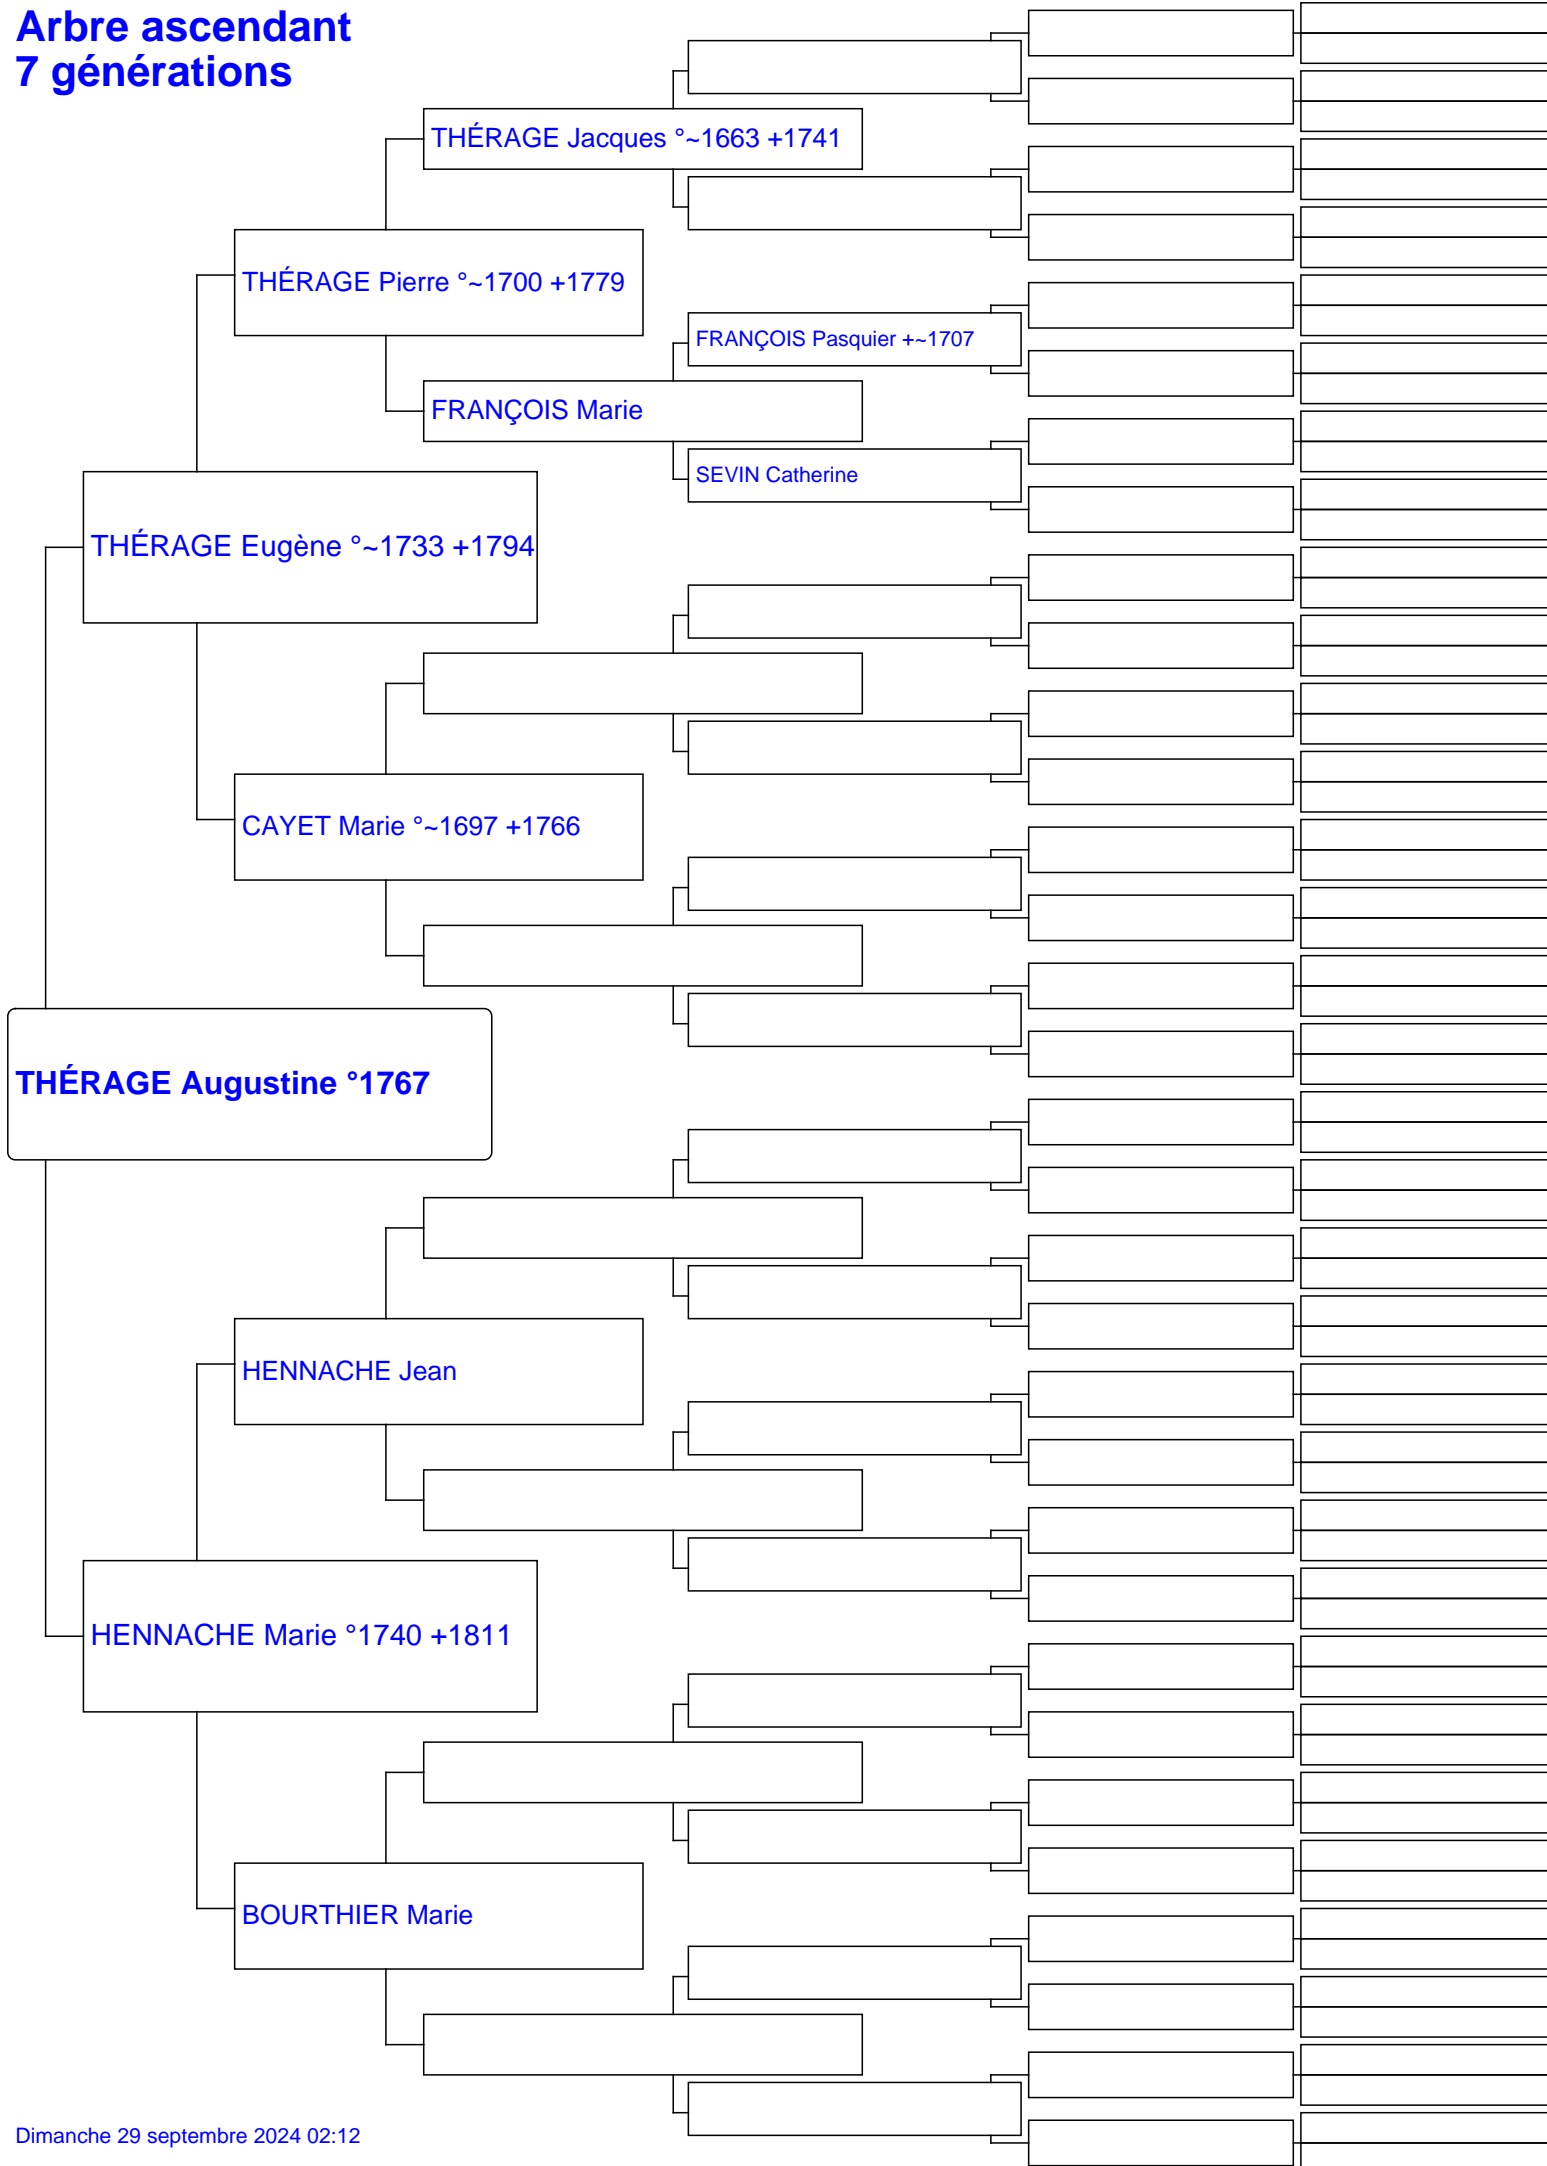 Arbre ascendant
7 générations
THÉRAGE Jacques °~1663 +1741
THÉRAGE Pierre °~1700 +1779
FRANÇOIS Pasquier +~1707
FRANÇOIS Marie
SEVIN Catherine
THÉRAGE Eugène °~1733 +1794
CAYET Marie °~1697 +1766
THÉRAGE Augustine °1767
HENNACHE Jean
HENNACHE Marie °1740 +1811
BOURTHIER Marie
Dimanche 29 septembre 2024 02:12